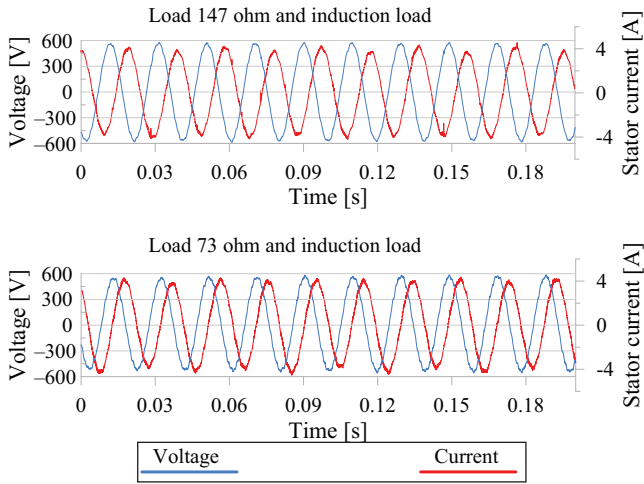 Load 147 ohm and induction load
Voltage [V]
600
300
0
–300
–600
4
0
–4
Stator current [A]
0 0.03 0.06 0.09 0.12 0.15 0.18
Time [s]
Load 73 ohm and induction load
Voltage [V]
600
300
0
–300
–600
4
0
–4
Stator current [A]
0 0.03 0.06 0.09 0.12 0.15 0.18
Time [s]
Voltage Current